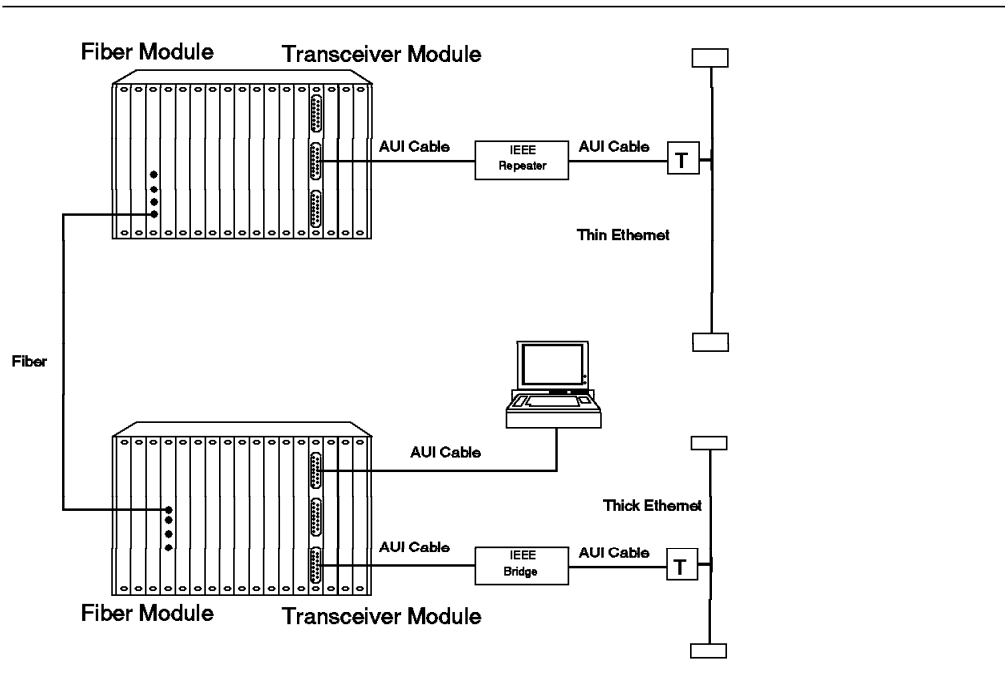 Fiber Module
Transceiver Module
AUI Cable
IEEE
Repeater
AUI Cable
T
Thin Ethernet
Fiber
AUI Cable
Thick Ethernet
AUI Cable
IEEE
Bridge
AUI Cable
T
Fiber Module
Transceiver Module